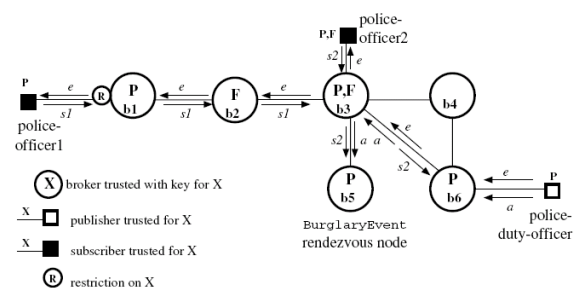 police-
officer2
P,F
s2
e
P
e
s1
police-
officer1
R
P
b1
e
s1
F
b2
e
s1
P,F
b3
b4
s2
a
a
e
s2
P
b5
BurglaryEvent
rendezvous node
P
b6
e
a
P
police-
duty-officer
X
broker trusted with key for X
X
publisher trusted for X
X
subscriber trusted for X
R
restriction on X